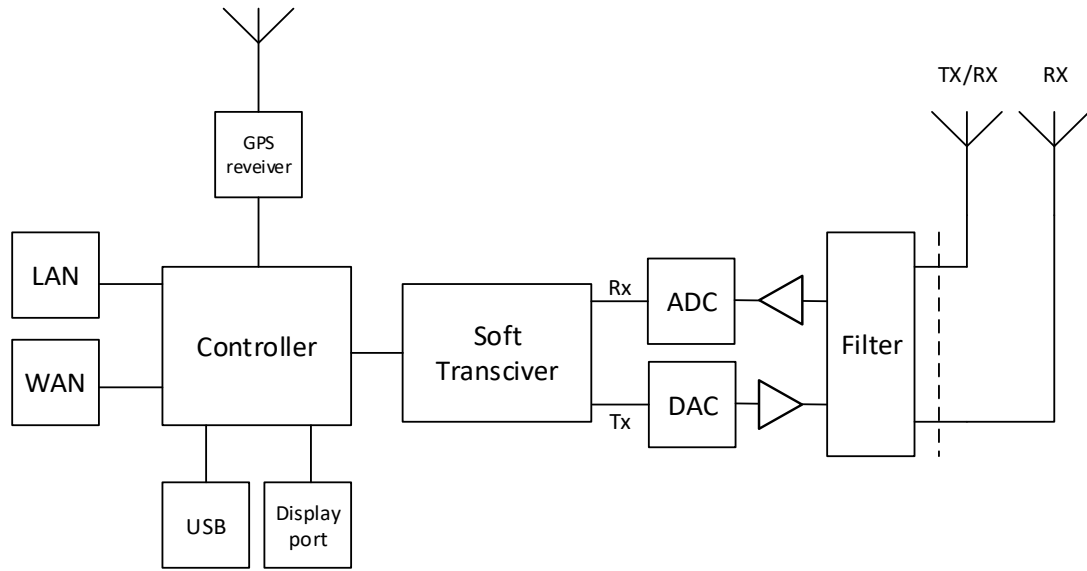 TX/RX
RX
GPS
reveiver
LAN
WAN
Controller
Soft
Transciver
Rx
Tx
ADC
DAC
Filter
USB
Display
port